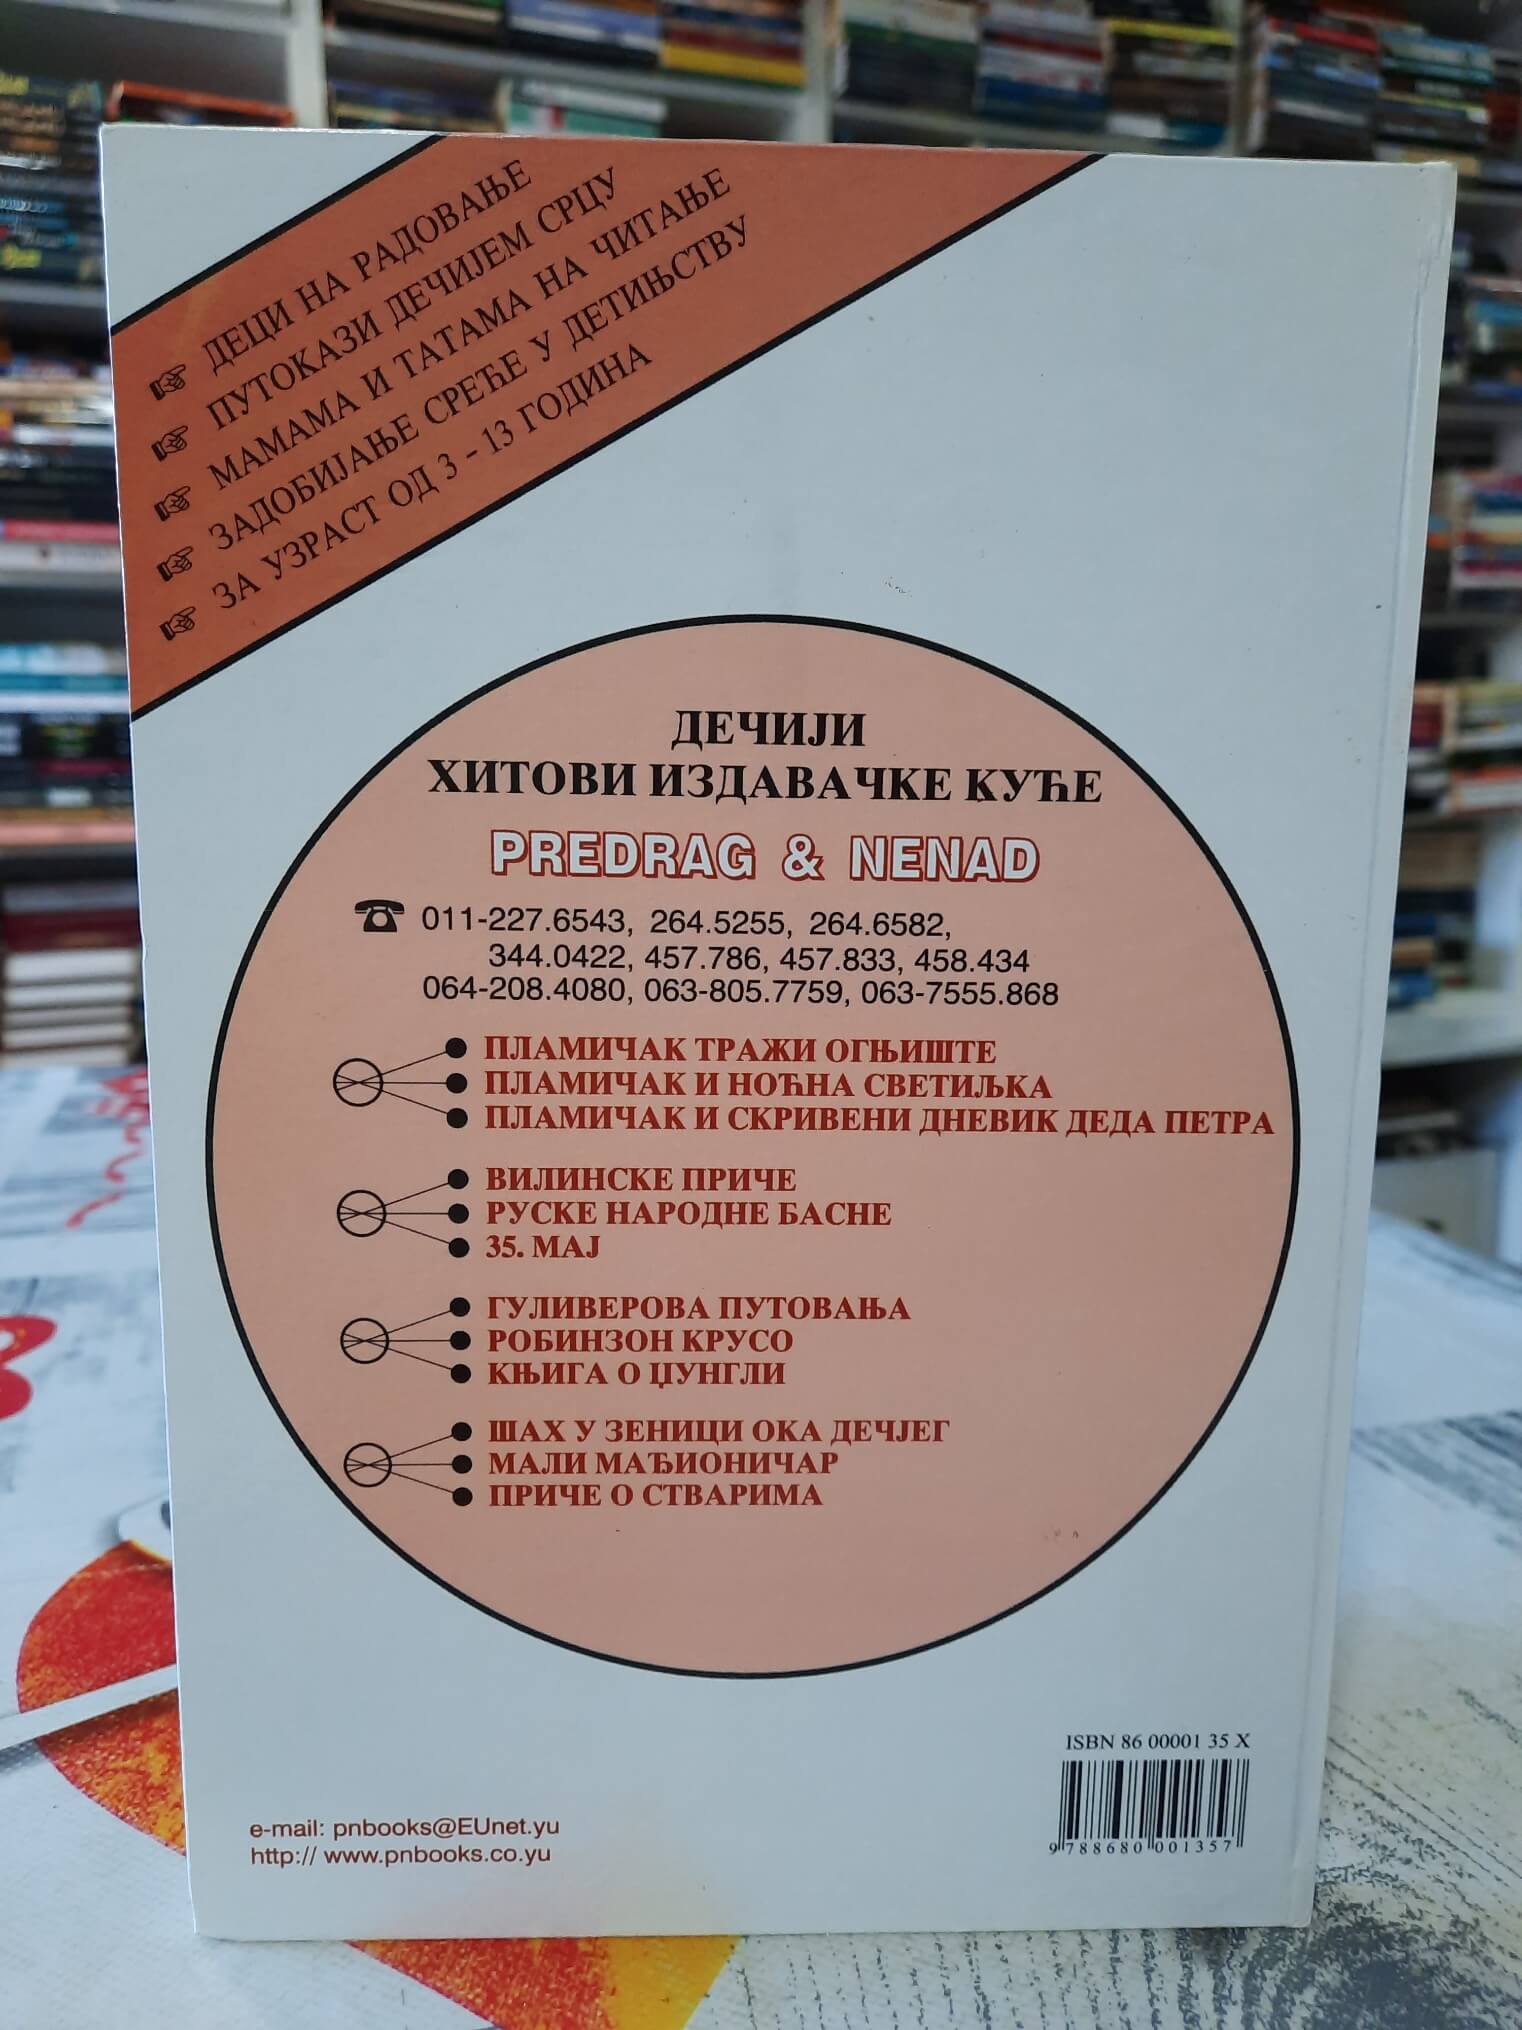 ДЕЦИ НА РАДОВАЊЕ
ПУТОКАЗИ ДЕЧИЈЕМ СРЦУ
МАМАМА И ТАТАМА НА ЧИТАЊЕ
ЗАДОБИЈАЊЕ СРЕЋЕ У ДЕТИЊСТВУ
ЗА УЗРАСТ ОД 3 - 13 ГОДИНА
ДЕЧИЈИ
ХИТОВИ ИЗДАВАЧКЕ КУЋЕ
PREDRAG & NENAD
011-227.6543, 264.5255, 264.6582,
344.0422, 457.786, 457.833, 458.434
064-208.4080, 063-805.7759, 063-7555.868
ПЛАМИЧАК ТРАЖИ ОГЊИШТЕ
ПЛАМИЧАК И НОЋНА СВЕТИЉКА
ПЛАМИЧАК И СКРИВЕНИ ДНЕВИК ДЕДА ПЕТРА
ВИЛИНСКЕ ПРИЧЕ
РУСКЕ НАРОДНЕ БАСНЕ
35. МАЈ
ГУЛИВЕРОВА ПУТОВАЊА
РОБИНЗОН КРУСО
КЊИГА О ЏУНГЛИ
ШАХ У ЗЕНИЦИ ОКА ДЕЧЈЕГ
МАЛИ МАЂИОНИЧАР
ПРИЧЕ О СТВАРИМА
ISBN 86 00001 35 X
9 788680 001357
e-mail: pnbooks@EUnet.yu
http:// www.pnbooks.co.yu